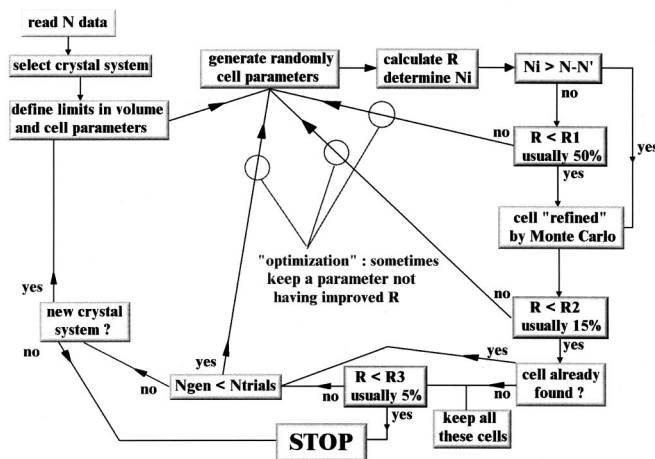 read N data
select crystal system
define limits in volume
and cell parameters
generate randomly
cell parameters
calculate R
determine Ni
Ni > N-N'
no
yes
R < R1
usually 50%
no
yes
cell "refined"
by Monte Carlo
"optimization" : sometimes
keep a parameter not
having improved R
no
R < R2
usually 15%
yes
cell already
found ?
yes
no
keep all
these cells
R < R3
usually 5%
no
yes
Ngen < Ntrials
yes
no
new crystal
system ?
yes
no
STOP